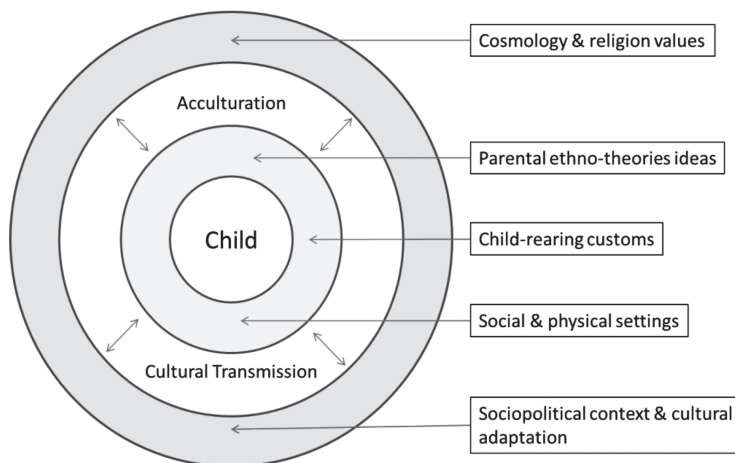 Cosmology & religion values
Acculturation
Parental ethno-theories ideas
Child
Child-rearing customs
Social & physical settings
Cultural Transmission
Sociopolitical context & cultural
adaptation